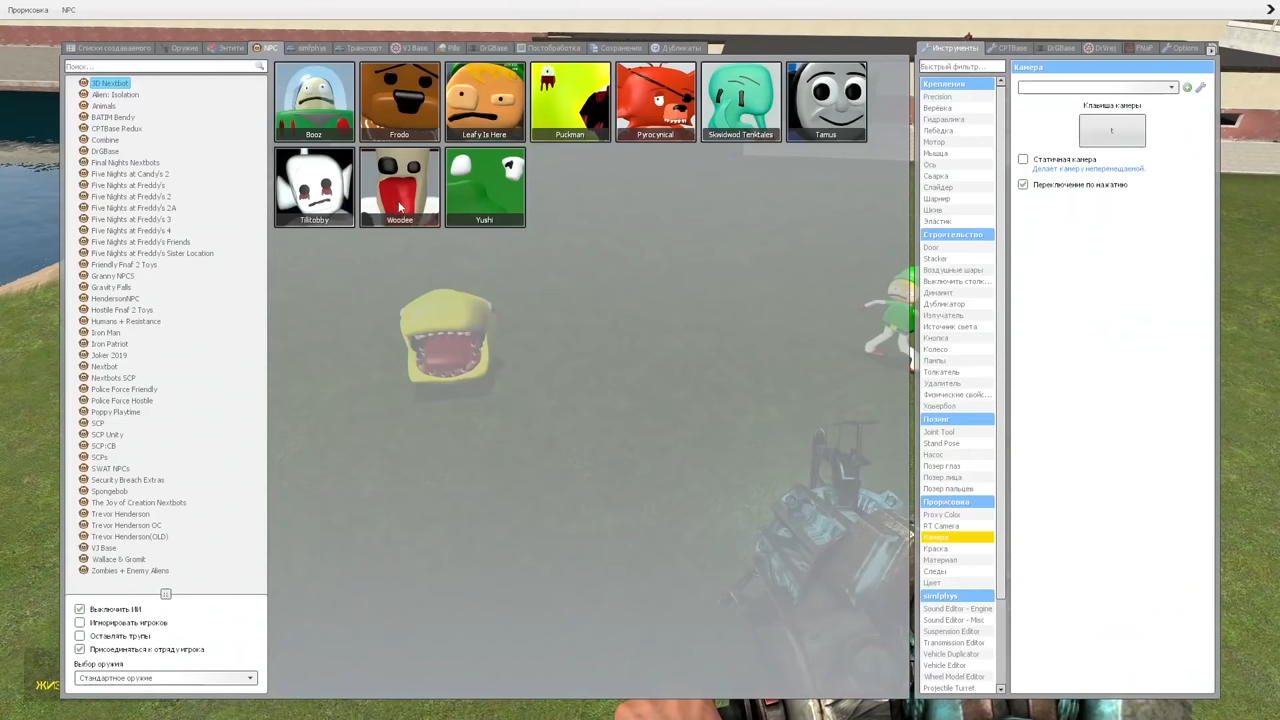 Прорисовка NPC
Списки создаваемого Оружие Энтити NPC simfphys Транспорт VJ Base Pills DrGBase Постобработка Сохранения Дубликаты
Инструменты CPTBase DrGBase DrVrej FNaP Options
Поиск...
3D Nextbot
Alien: Isolation
Animals
BATIM Bendy
CPTBase Redux
Combine
DrGBase
Final Nights Nextbots
Five Nights at Candy's 2
Five Nights at Freddy's
Five Nights at Freddy's 2
Five Nights at Freddy's 2A
Five Nights at Freddy's 3
Five Nights at Freddy's 4
Five Nights at Freddy's Friends
Five Nights at Freddy's Sister Location
Friendly Fnaf 2 Toys
Granny NPCS
Gravity Falls
HendersonNPC
Hostile Fnaf 2 Toys
Humans + Resistance
Iron Man
Iron Patriot
Joker 2019
Nextbot
Nextbots SCP
Police Force Friendly
Police Force Hostile
Poppy Playtime
SCP
SCP Unity
SCP:CB
SCPs
SWAT NPCs
Security Breach Extras
Spongebob
The Joy of Creation Nextbots
Trevor Henderson
Trevor Henderson OC
Trevor Henderson(OLD)
VJ Base
Wallace & Gromit
Zombies + Enemy Aliens
Выключить ИИ
Игнорировать игроков
Оставлять трупы
Присоединяться к отряду игрока
Выбор оружия
Стандартное оружие
Booz Frodo Leafy Is Here Puckman Pyrocynical Skwidwod Tenktales Tamus
Tilitobby Woodee Yushi
Быстрый фильтр...
Крепления
Precision
Верёвка
Гидравлика
Лебёдка
Мотор
Мышца
Ось
Сварка
Слайдер
Шарнир
Шкив
Эластик
Строительство
Door
Stacker
Воздушные шары
Выключить столк...
Динамит
Дубликатор
Излучатель
Источник света
Кнопка
Колесо
Лампы
Толкатель
Удалитель
Физические свойс...
Ховербол
Позинг
Joint Tool
Stand Pose
Насос
Позер глаз
Позер лица
Позер пальцев
Прорисовка
Proxy Color
RT Camera
Камера
Краска
Материал
Следы
Цвет
simfphys
Sound Editor - Engine
Sound Editor - Misc
Suspension Editor
Transmission Editor
Vehicle Duplicator
Vehicle Editor
Wheel Model Editor
Projectile Turret
Камера
Клавиша камеры
t
Статичная камера
Делает камеру неперемещаемой.
Переключение по нажатию